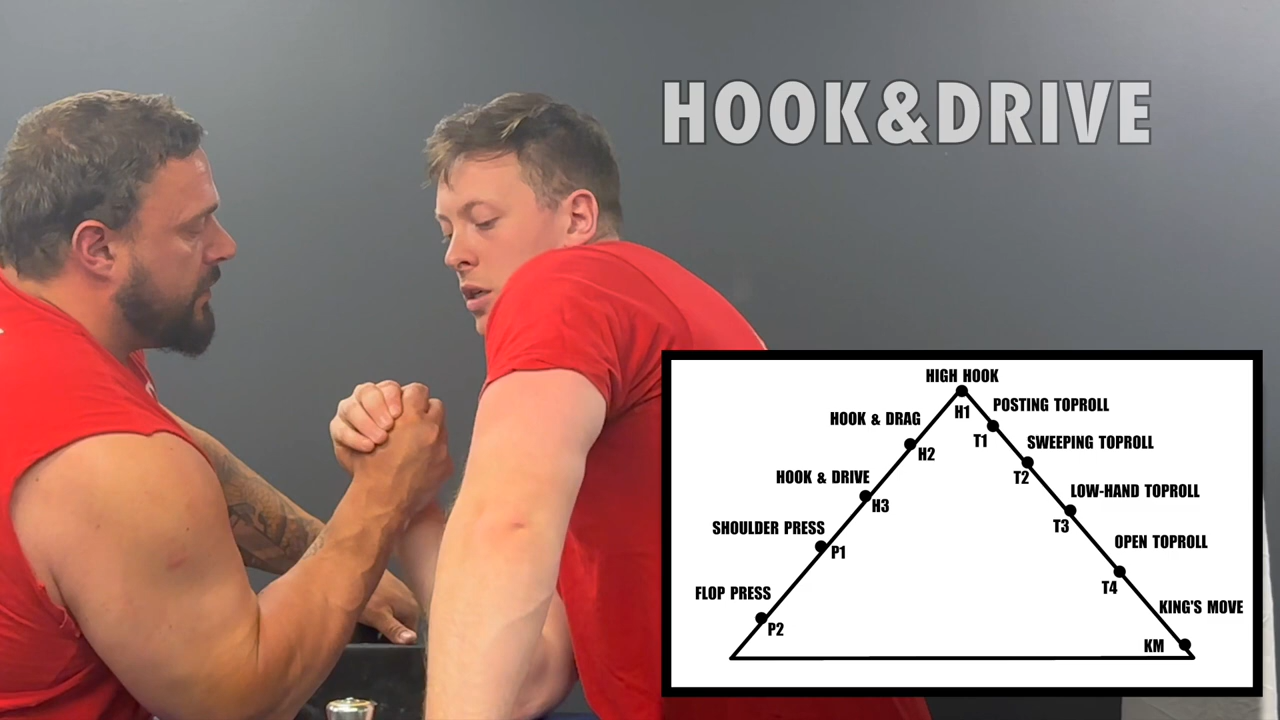 HOOK&DRIVE
HIGH HOOK
H1
POSTING TOPROLL
T1
HOOK & DRAG
H2
SWEEPING TOPROLL
T2
HOOK & DRIVE
H3
LOW-HAND TOPROLL
T3
SHOULDER PRESS
P1
OPEN TOPROLL
T4
FLOP PRESS
P2
KING'S MOVE
KM